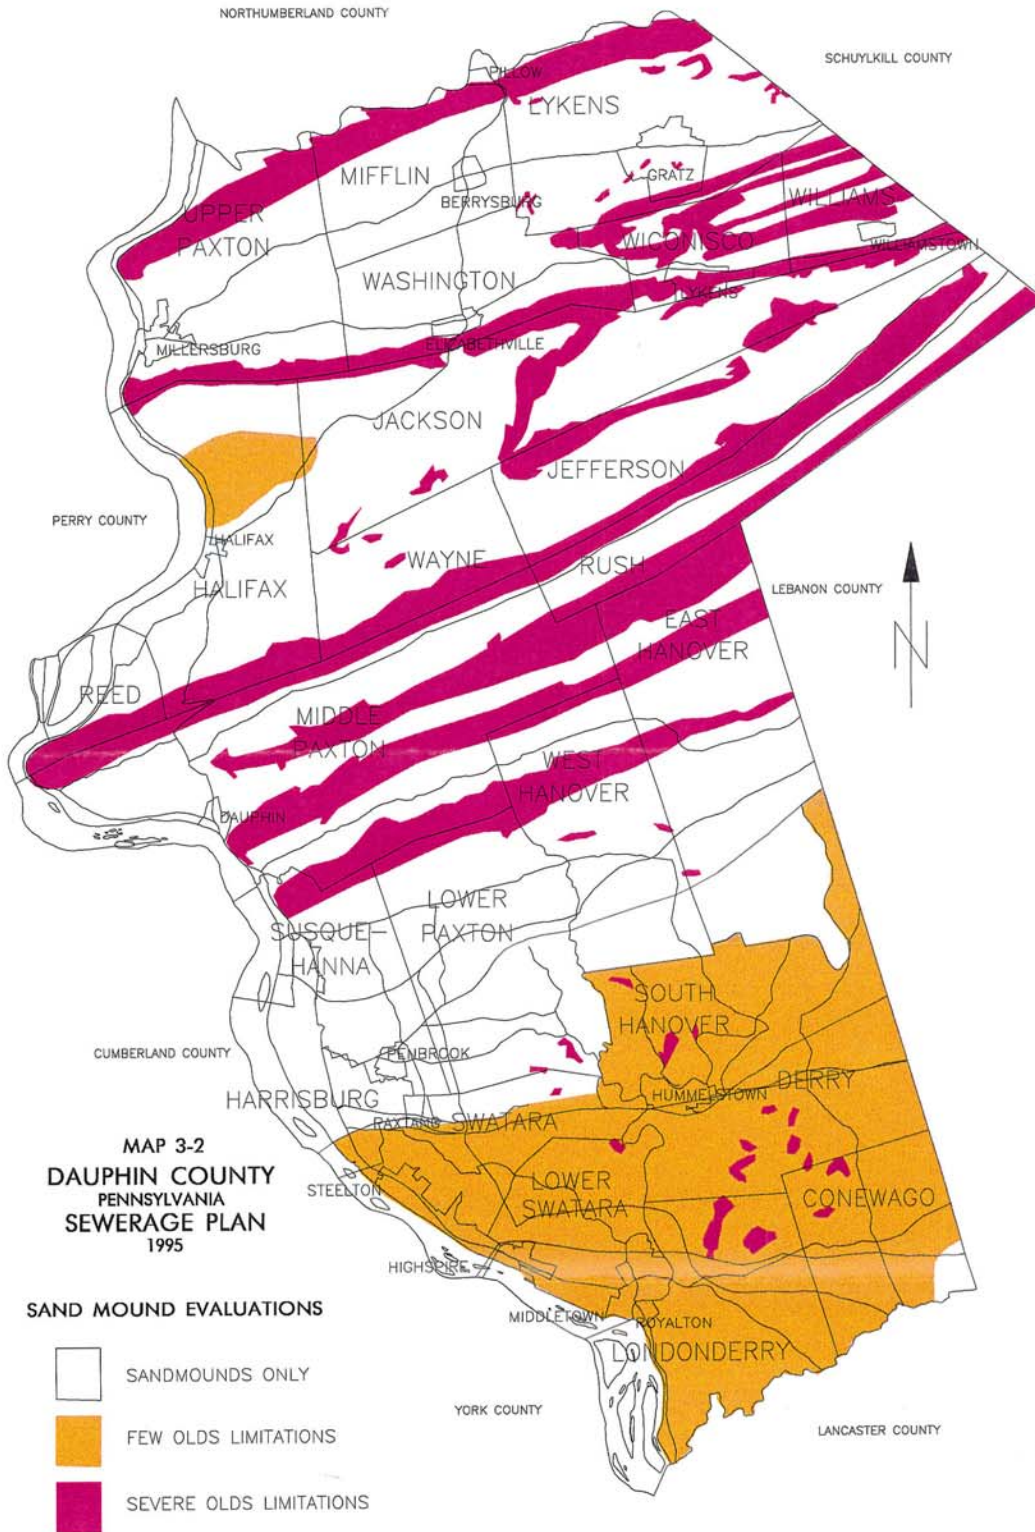 NORTHUMBERLAND COUNTY
SCHUYLKILL COUNTY
PILLOW
LYKENS
MIFFLIN
GRATZ
BERRYSBURG
WILLIAMS
UPPER
PAXTON
WICONISCO
WILLIAMSTOWN
WASHINGTON
LYKENS
MILLERSBURG
ELIZABETHVILLE
JACKSON
JEFFERSON
PERRY COUNTY
HALIFAX
WAYNE
RUSH
HALIFAX
LEBANON COUNTY
EAST
HANOVER
N
REED
MIDDLE
PAXTON
WEST
HANOVER
DAUPHIN
LOWER
PAXTON
SUSQUE-
HANNA
SOUTH
HANOVER
CUMBERLAND COUNTY
PENBROOK
DERRY
HUMMELSTOWN
HARRISBURG
PAXTANG
SWATARA
MAP 3-2
DAUPHIN COUNTY
PENNSYLVANIA
SEWERAGE PLAN
1995
STEELTON
LOWER
SWATARA
CONEWAGO
HIGHSPIRE
MIDDLETOWN
ROYALTON
LONDONDERRY
YORK COUNTY
LANCASTER COUNTY
SAND MOUND EVALUATIONS
SANDMOUNDS ONLY
FEW OLDS LIMITATIONS
SEVERE OLDS LIMITATIONS